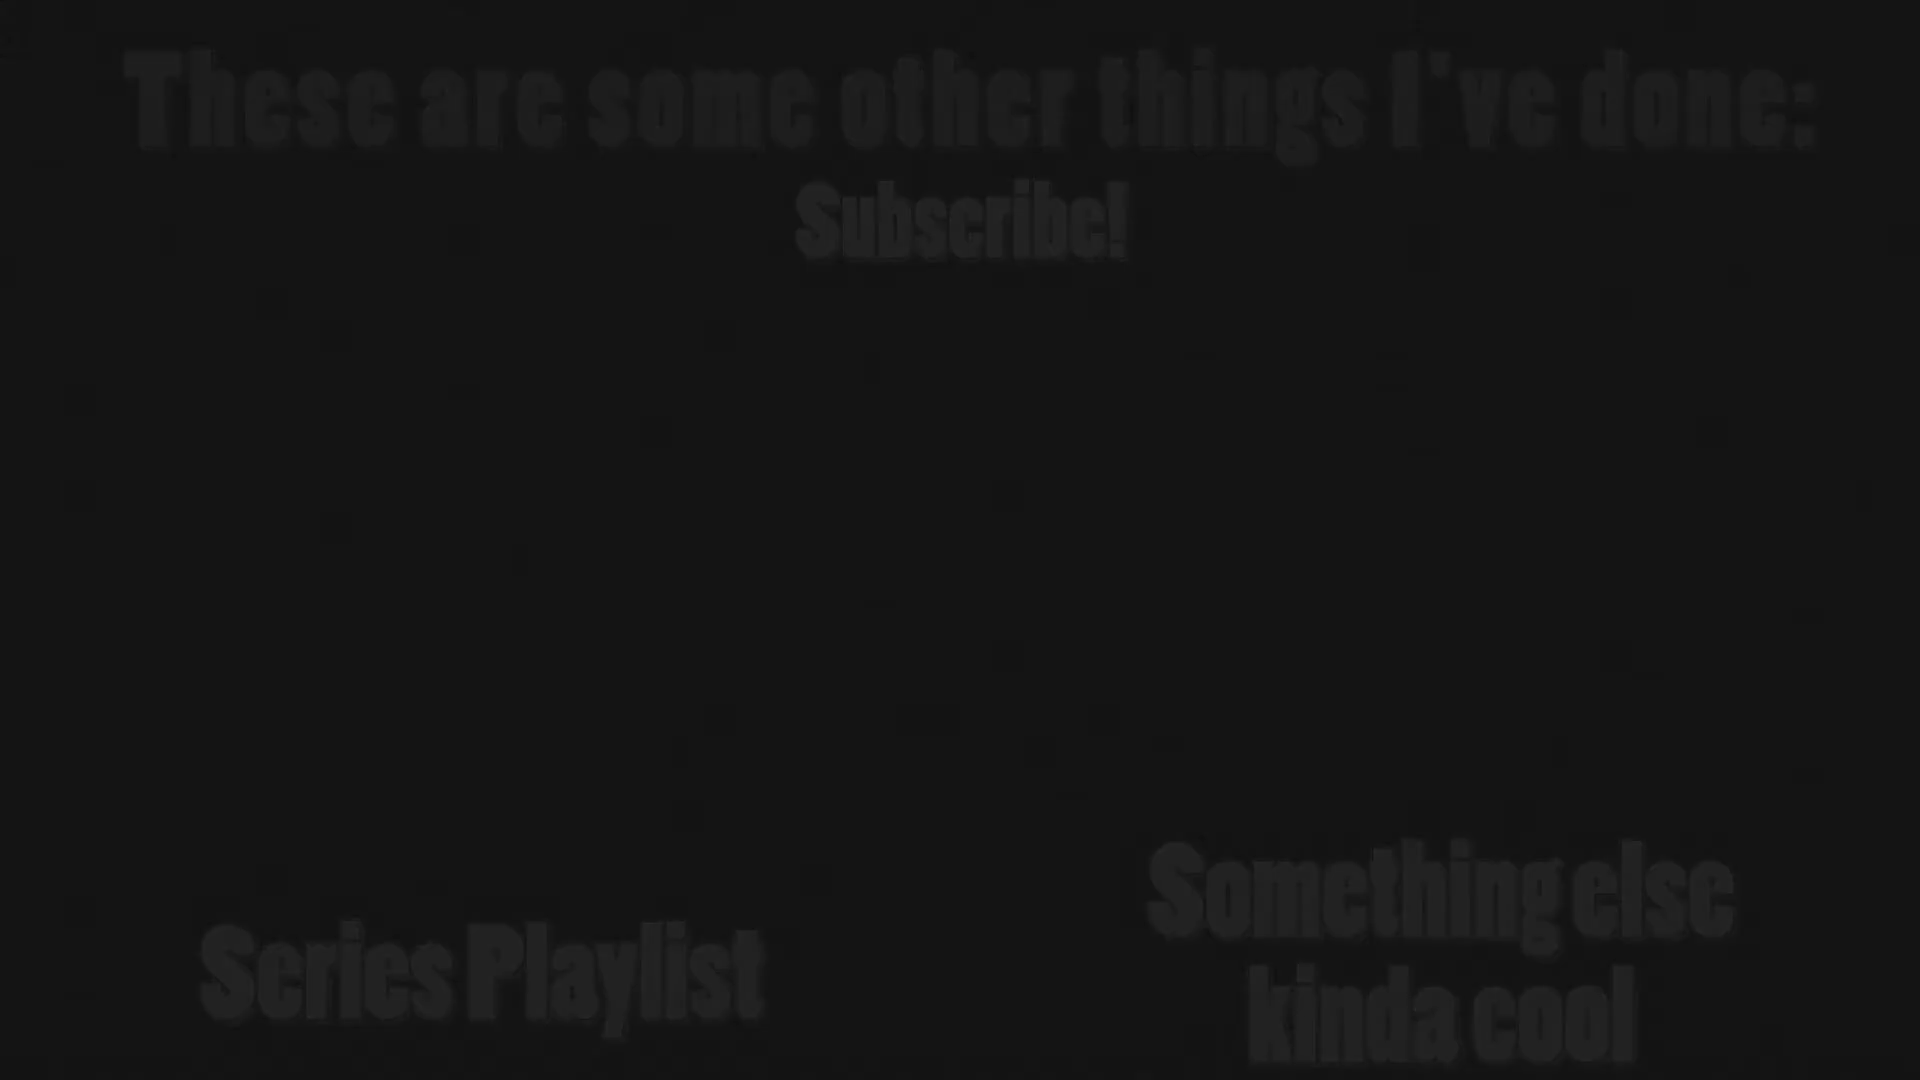 These are some other things I've done:
Subscribe!
Series Playlist
Something else
kinda cool